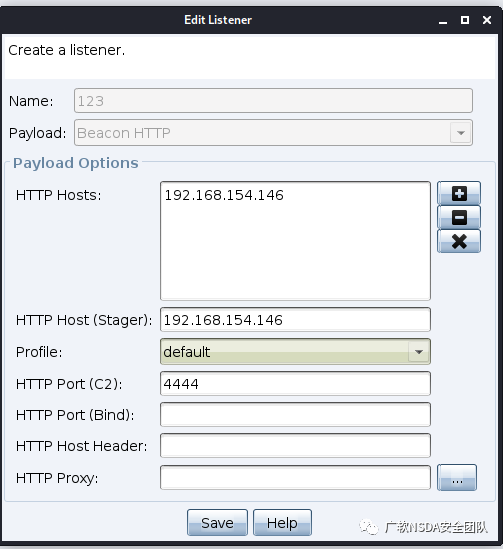 Edit Listener
Create a listener.
Name: 123
Payload: Beacon HTTP
Payload Options
HTTP Hosts: 192.168.154.146
HTTP Host (Stager): 192.168.154.146
Profile: default
HTTP Port (C2): 4444
HTTP Port (Bind):
HTTP Host Header:
HTTP Proxy: ...
Save Help
广软NSDA安全团队